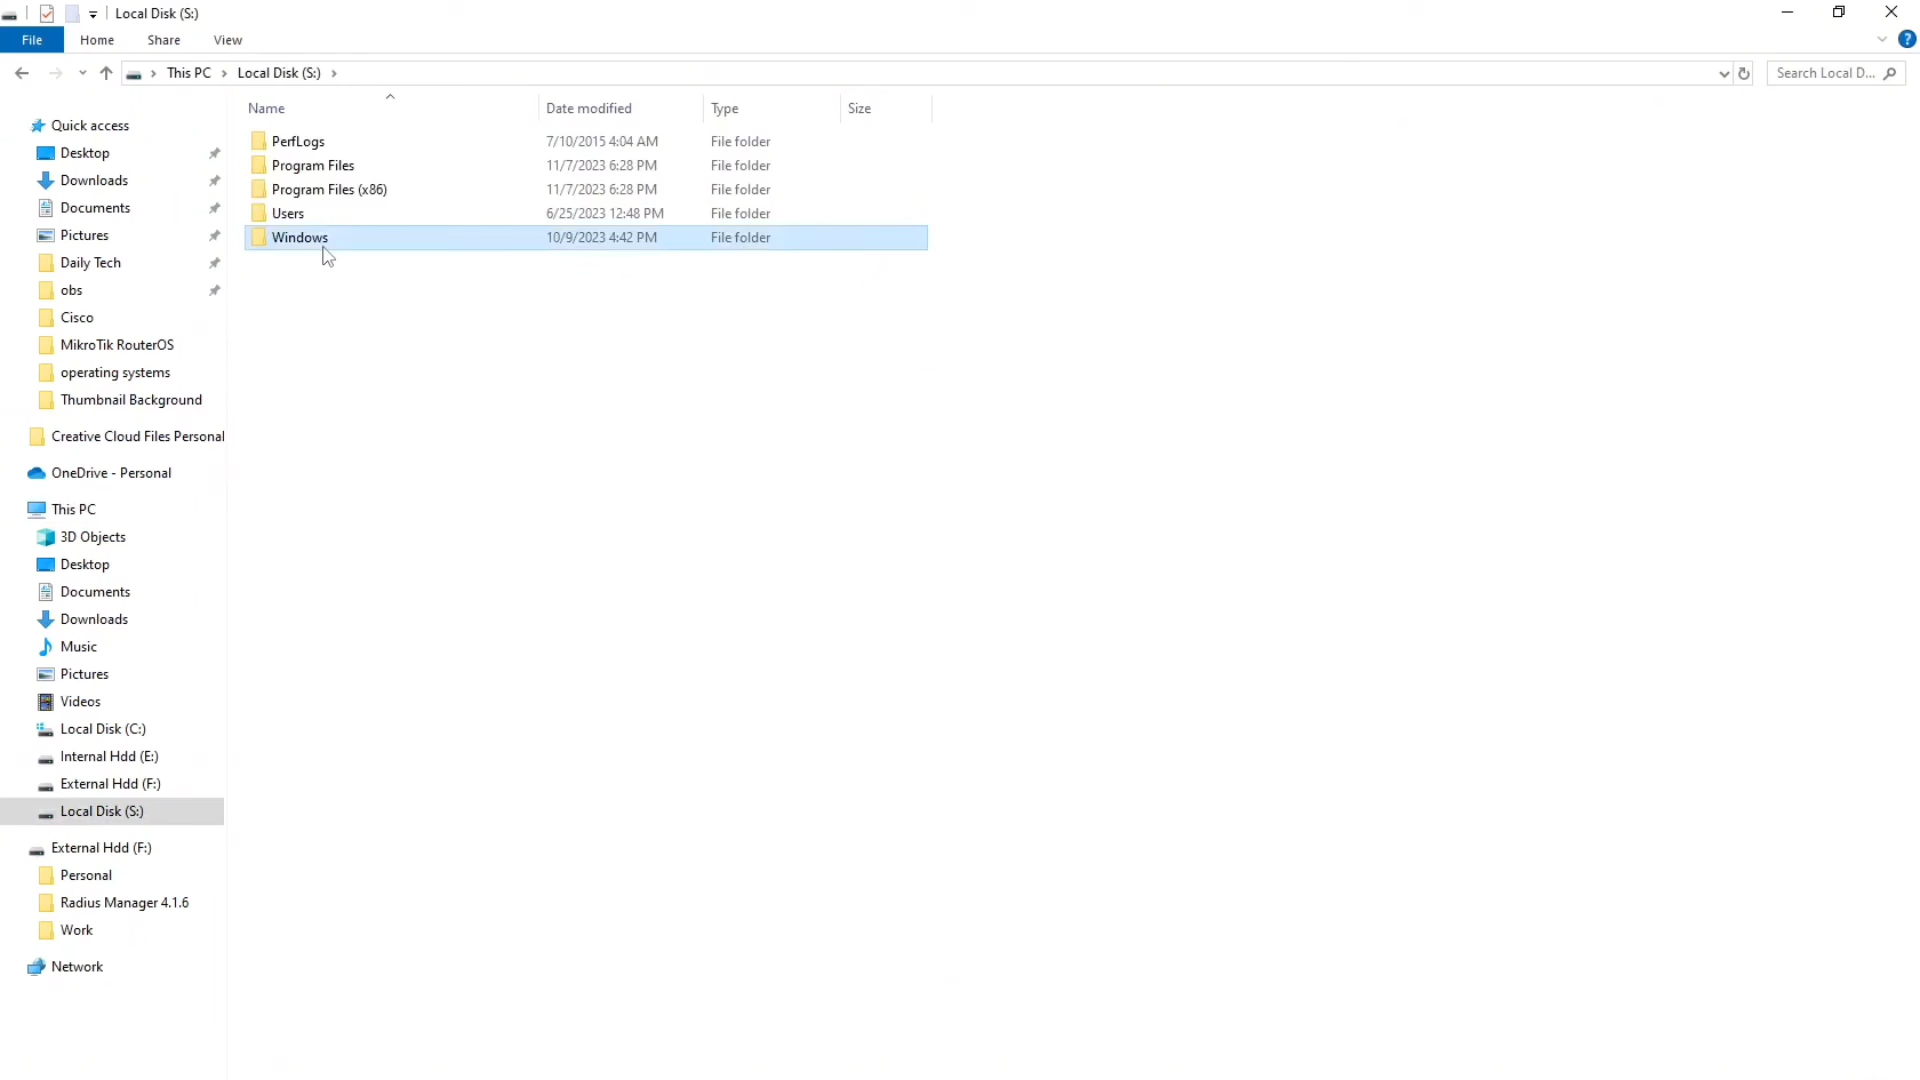 Local Disk (S:)
File Home Share View
This PC Local Disk (S:) Search Local D...
Name Date modified Type Size
PerfLogs 7/10/2015 4:04 AM File folder
Program Files 11/7/2023 6:28 PM File folder
Program Files (x86) 11/7/2023 6:28 PM File folder
Users 6/25/2023 12:48 PM File folder
Windows 10/9/2023 4:42 PM File folder
Quick access
Desktop
Downloads
Documents
Pictures
Daily Tech
obs
Cisco
MikroTik RouterOS
operating systems
Thumbnail Background
Creative Cloud Files Personal
OneDrive - Personal
This PC
3D Objects
Desktop
Documents
Downloads
Music
Pictures
Videos
Local Disk (C:)
Internal Hdd (E:)
External Hdd (F:)
Local Disk (S:)
External Hdd (F:)
Personal
Radius Manager 4.1.6
Work
Network